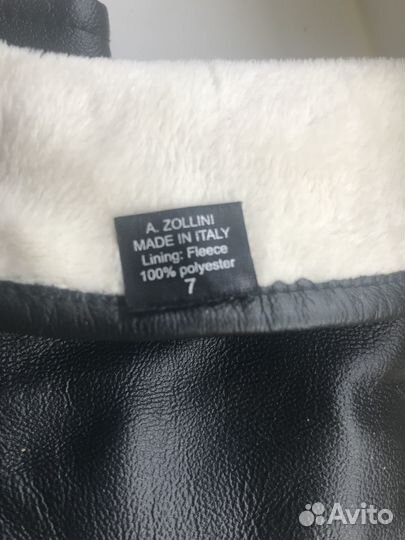 A. ZOLLINI
MADE IN ITALY
Lining: Fleece
100% polyester
7
Avito